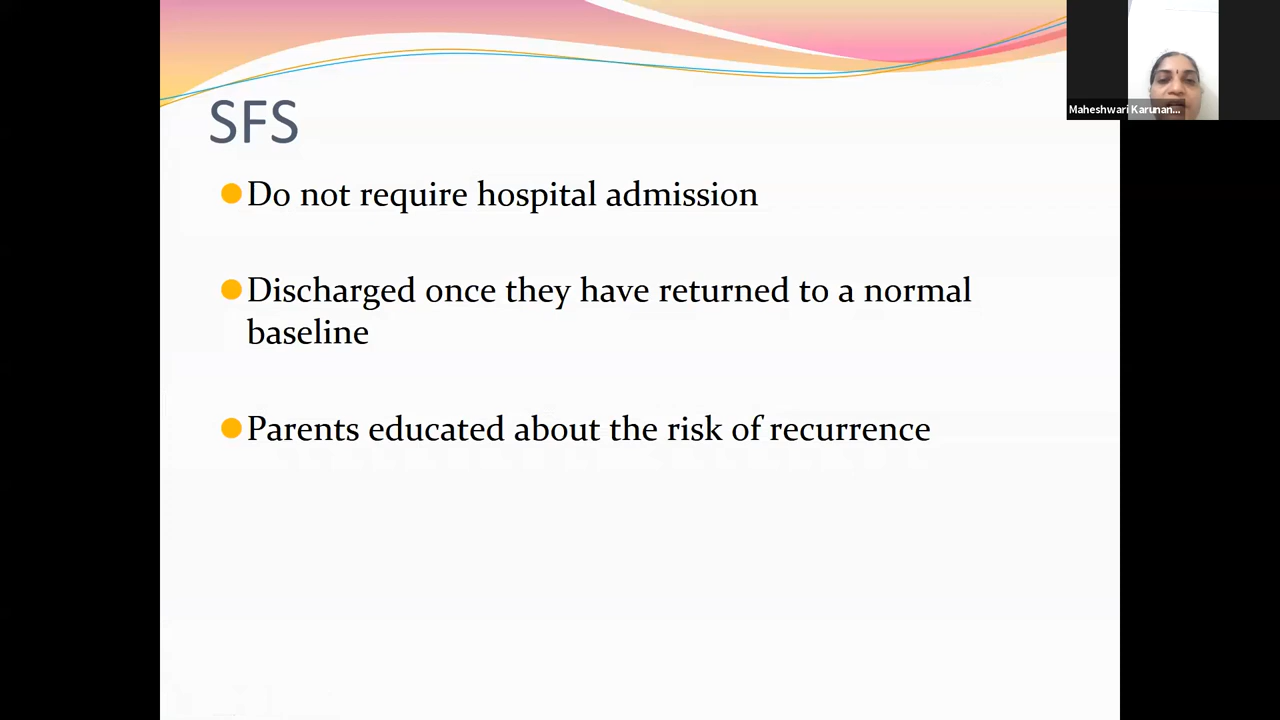 SFS
Do not require hospital admission
Discharged once they have returned to a normal
baseline
Parents educated about the risk of recurrence
Maheshwari Karunan...